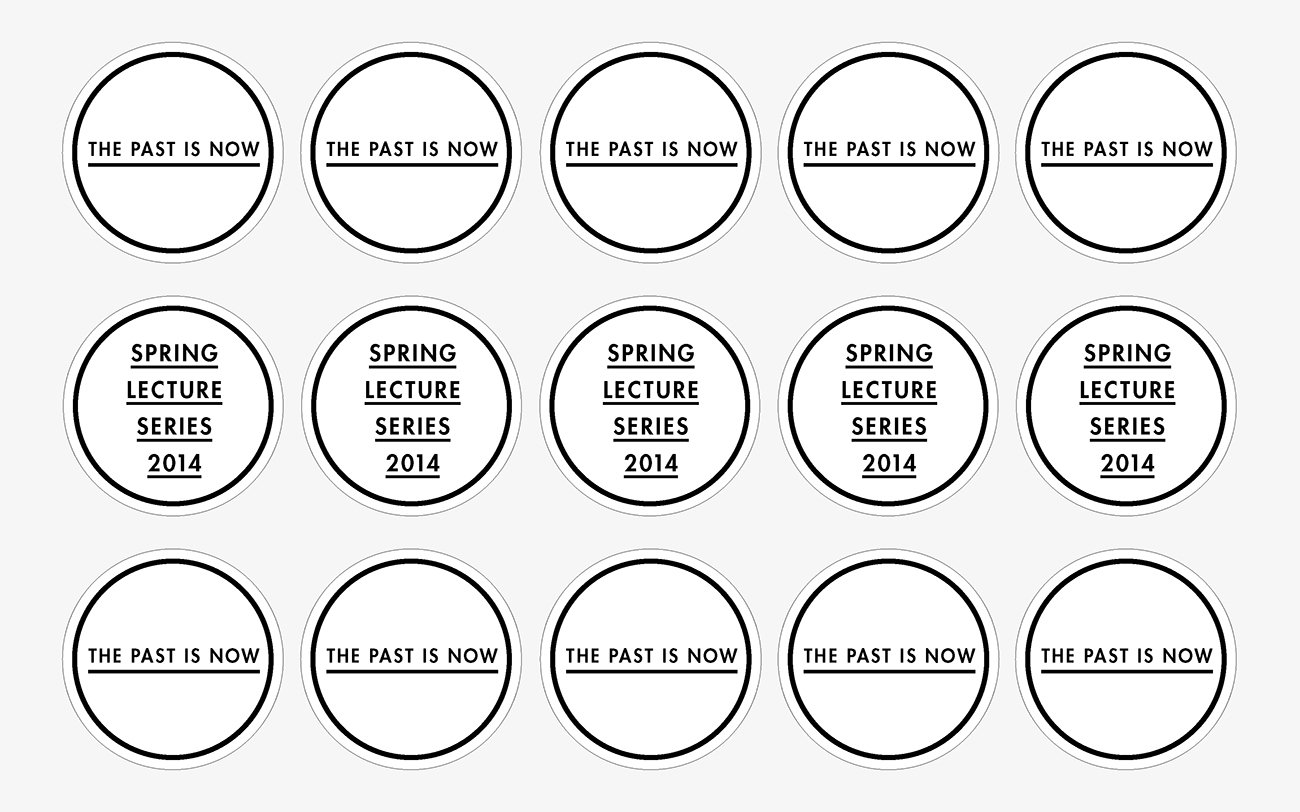 THE PAST IS NOW
THE PAST IS NOW
THE PAST IS NOW
THE PAST IS NOW
THE PAST IS NOW
SPRING
LECTURE
SERIES
2014
SPRING
LECTURE
SERIES
2014
SPRING
LECTURE
SERIES
2014
SPRING
LECTURE
SERIES
2014
SPRING
LECTURE
SERIES
2014
THE PAST IS NOW
THE PAST IS NOW
THE PAST IS NOW
THE PAST IS NOW
THE PAST IS NOW